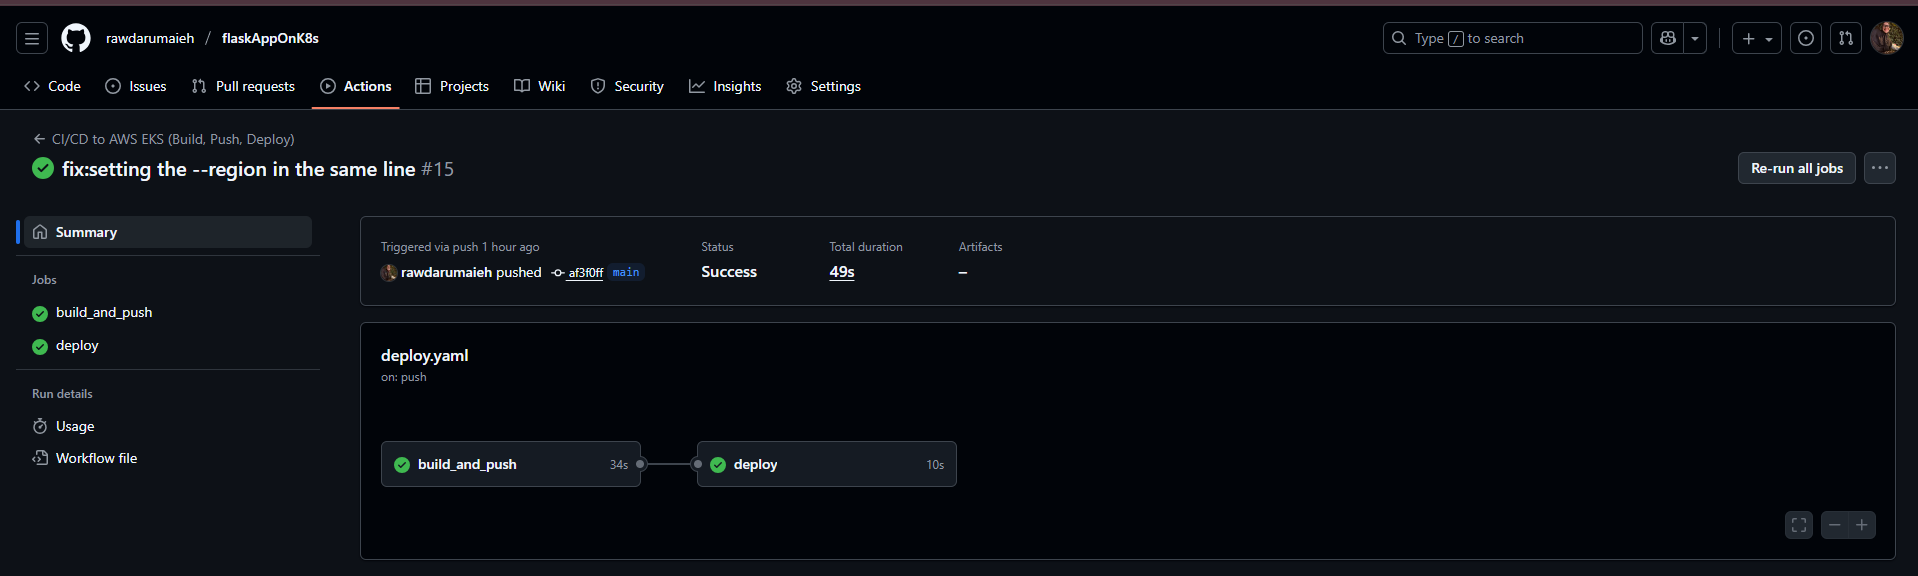 rawdarumaieh / flaskAppOnK8s
Type / to search
Code Issues Pull requests Actions Projects Wiki Security Insights Settings
CI/CD to AWS EKS (Build, Push, Deploy)
fix:setting the --region in the same line #15
Re-run all jobs
Summary
Jobs
build_and_push
deploy
Run details
Usage
Workflow file
Triggered via push 1 hour ago
rawdarumaieh pushed af3f0ff main
Status
Success
Total duration
49s
Artifacts
–
deploy.yaml
on: push
build_and_push 34s
deploy 10s